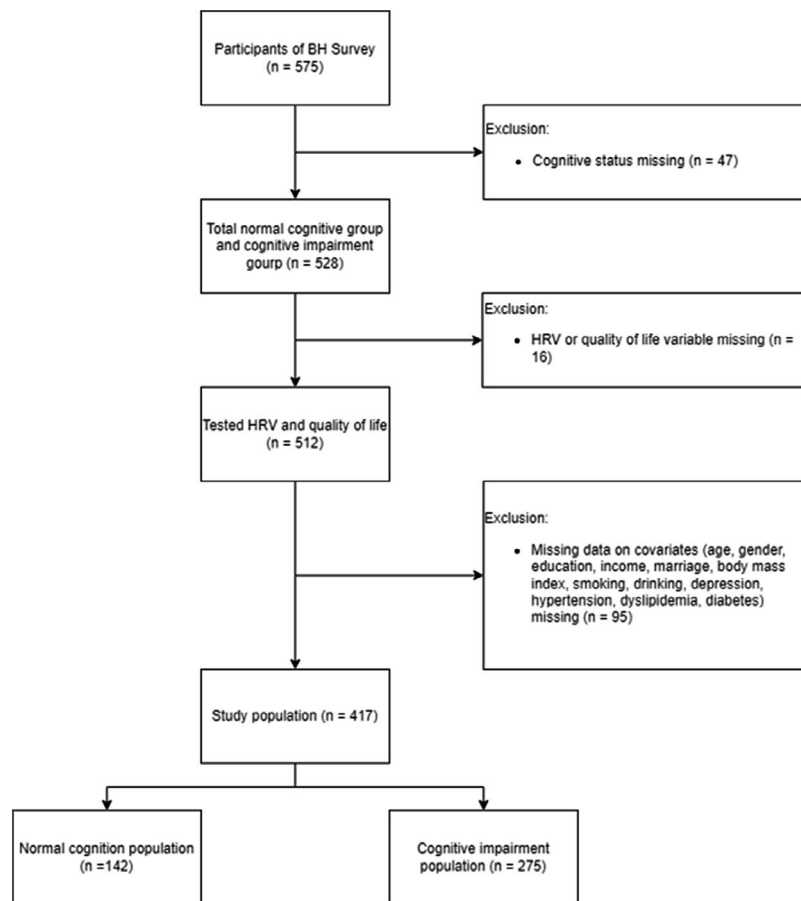 Participants of BH Survey
(n = 575)
Exclusion:
• Cognitive status missing (n = 47)
Total normal cognitive group
and cognitive impairment
gourp (n = 528)
Exclusion:
• HRV or quality of life variable missing (n =
16)
Tested HRV and quality of life
(n = 512)
Exclusion:
• Missing data on covariates (age, gender,
education, income, marriage, body mass
index, smoking, drinking, depression,
hypertension, dyslipidemia, diabetes)
missing (n = 95)
Study population (n = 417)
Normal cognition population
(n =142)
Cognitive impairment
population (n = 275)